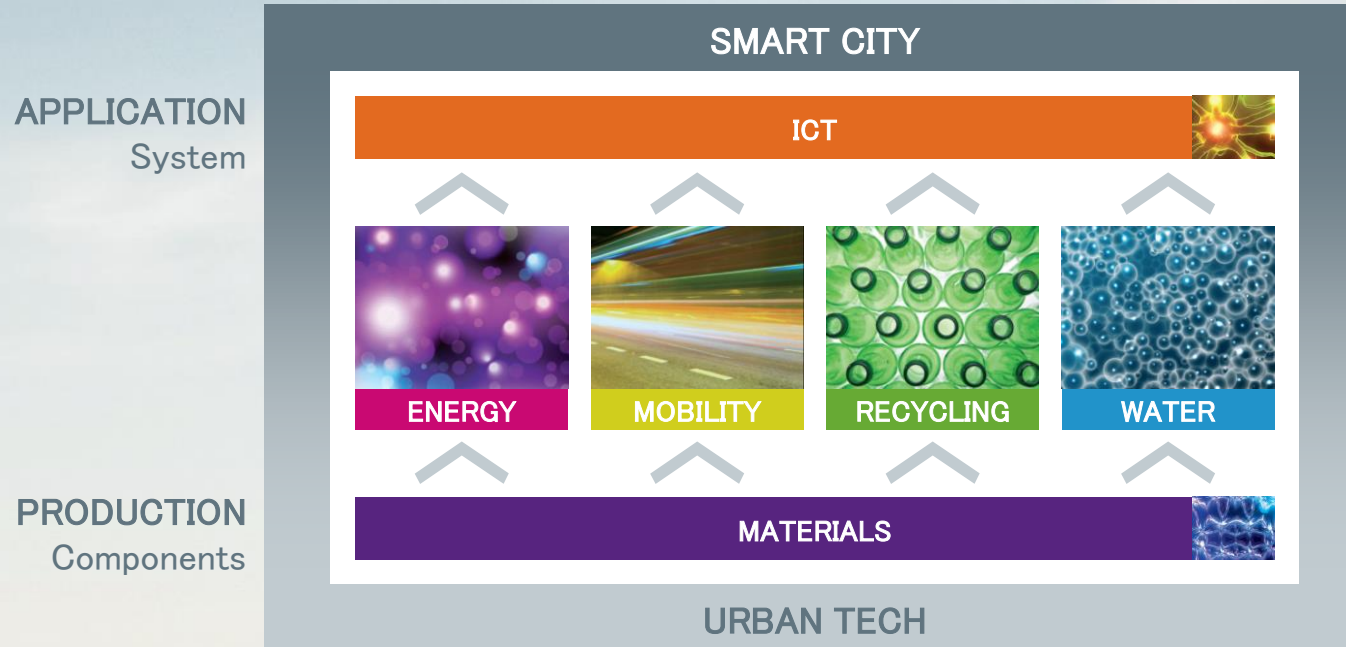 SMART CITY
APPLICATION
System
ICT
ENERGY
MOBILITY
RECYCLING
WATER
PRODUCTION
Components
MATERIALS
URBAN TECH